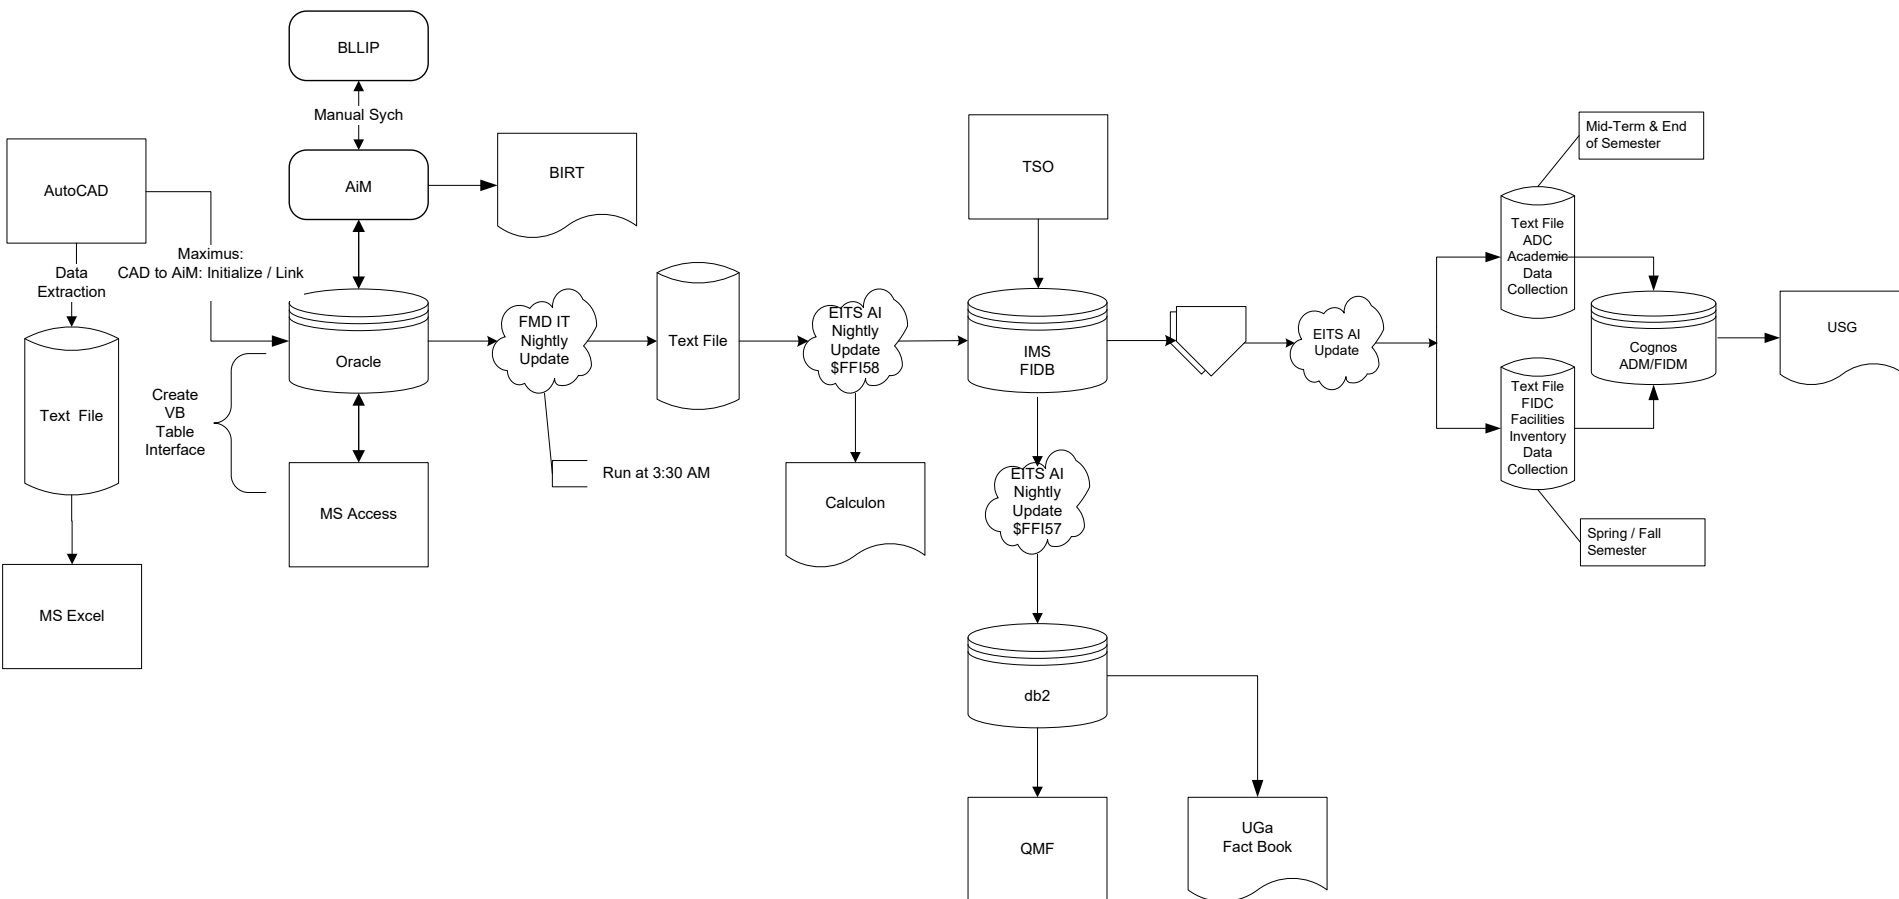 BLLIP
Manual Sych
AutoCAD
AiM
BIRT
TSO
Mid-Term & End
of Semester
Maximus:
CAD to AiM: Initialize / Link
Data
Extraction
Text  File
MS Excel
Create
VB
Table
Interface
Oracle
MS Access
FMD IT
Nightly
Update
Run at 3:30 AM
Text File
EITS AI
Nightly
Update
$FFI58
Calculon
IMS
FIDB
EITS AI
Nightly
Update
$FFI57
db2
QMF
UGa
Fact Book
EITS AI
Update
Text File
ADC
Academic
Data
Collection
Text File
FIDC
Facilities
Inventory
Data
Collection
Spring / Fall
Semester
Cognos
ADM/FIDM
USG